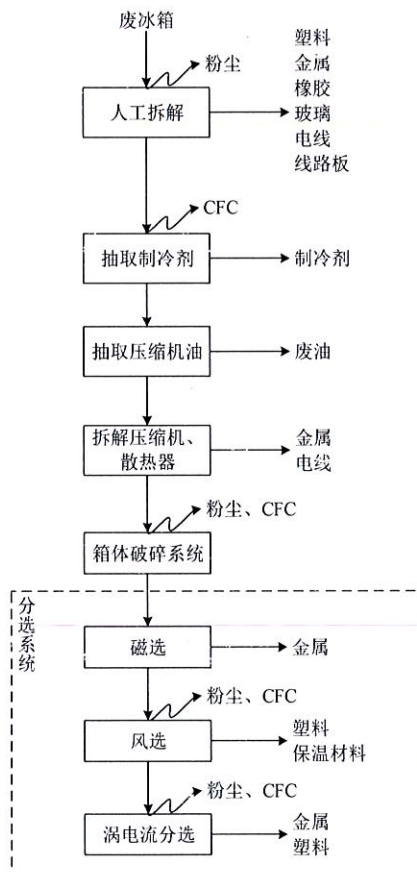 废冰箱
粉尘
人工拆解
塑料
金属
橡胶
玻璃
电线
线路板
CFC
抽取制冷剂
制冷剂
抽取压缩机油
废油
拆解压缩机、
散热器
金属
电线
粉尘、CFC
箱体破碎系统
分选系统
磁选
金属
粉尘、CFC
风选
塑料
保温材料
粉尘、CFC
涡电流分选
金属
塑料